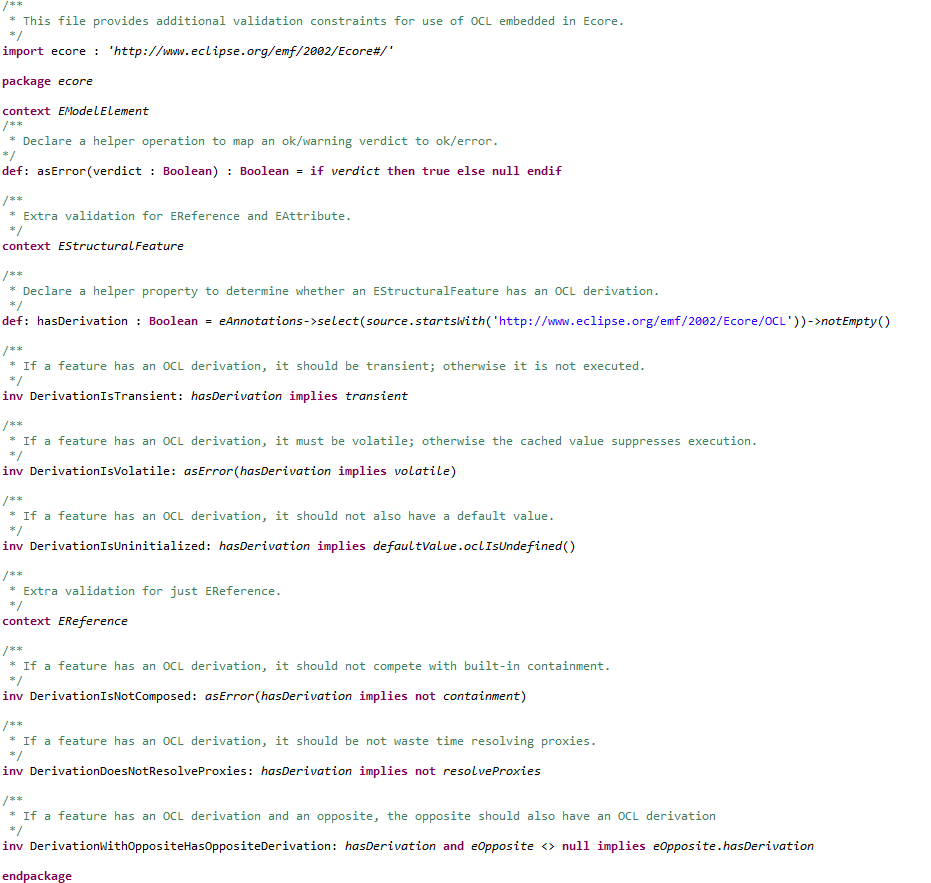 /**
 * This file provides additional validation constraints for use of OCL embedded in Ecore.
 */
import ecore : 'http://www.eclipse.org/emf/2002/Ecore#/'

package ecore

context EModelElement
/**
 * Declare a helper operation to map an ok/warning verdict to ok/error.
*/
def: asError(verdict : Boolean) : Boolean = if verdict then true else null endif

/**
 * Extra validation for EReference and EAttribute.
 */
context EStructuralFeature

/**
 * Declare a helper property to determine whether an EStructuralFeature has an OCL derivation.
 */
def: hasDerivation : Boolean = eAnnotations->select(source.startsWith('http://www.eclipse.org/emf/2002/Ecore/OCL'))->notEmpty()

/**
 * If a feature has an OCL derivation, it should be transient; otherwise it is not executed.
 */
inv DerivationIsTransient: hasDerivation implies transient

/**
 * If a feature has an OCL derivation, it must be volatile; otherwise the cached value suppresses execution.
 */
inv DerivationIsVolatile: asError(hasDerivation implies volatile)

/**
 * If a feature has an OCL derivation, it should not also have a default value.
 */
inv DerivationIsUninitialized: hasDerivation implies defaultValue.oclIsUndefined()

/**
 * Extra validation for just EReference.
 */
context EReference

/**
 * If a feature has an OCL derivation, it should not compete with built-in containment.
 */
inv DerivationIsNotComposed: asError(hasDerivation implies not containment)

/**
 * If a feature has an OCL derivation, it should be not waste time resolving proxies.
 */
inv DerivationDoesNotResolveProxies: hasDerivation implies not resolveProxies

/**
 * If a feature has an OCL derivation and an opposite, the opposite should also have an OCL derivation
 */
inv DerivationWithOppositeHasOppositeDerivation: hasDerivation and eOpposite <> null implies eOpposite.hasDerivation

endpackage